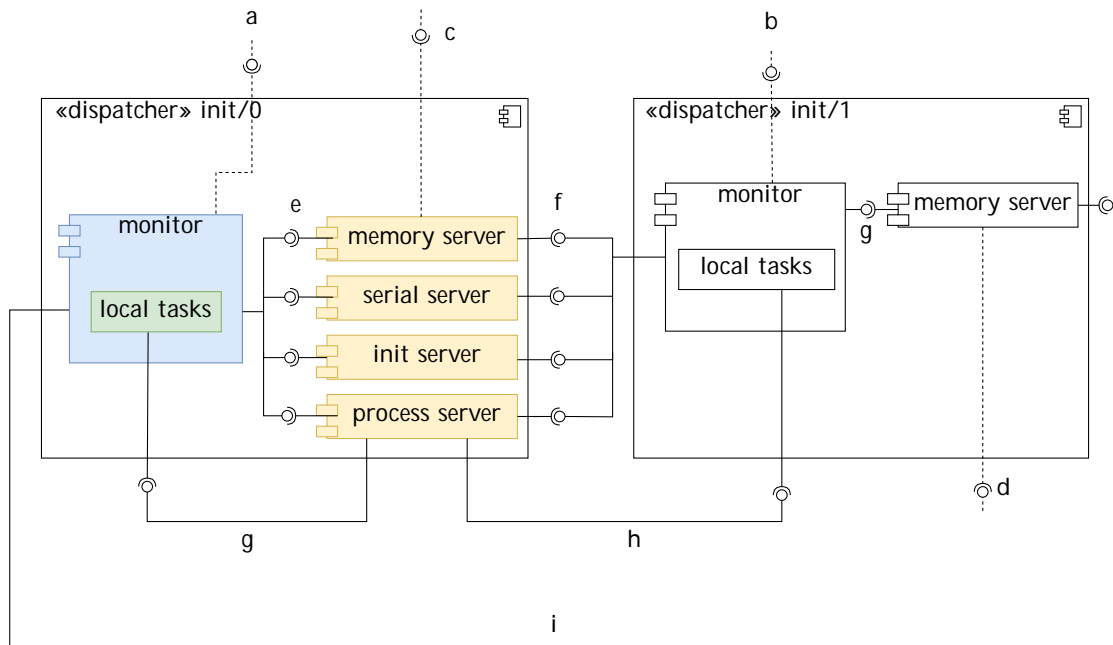 a
b
c
«dispatcher» init/0
«dispatcher» init/1
monitor
local tasks
e
memory server
serial server
init server
process server
f
monitor
local tasks
g
memory server
d
g
h
i